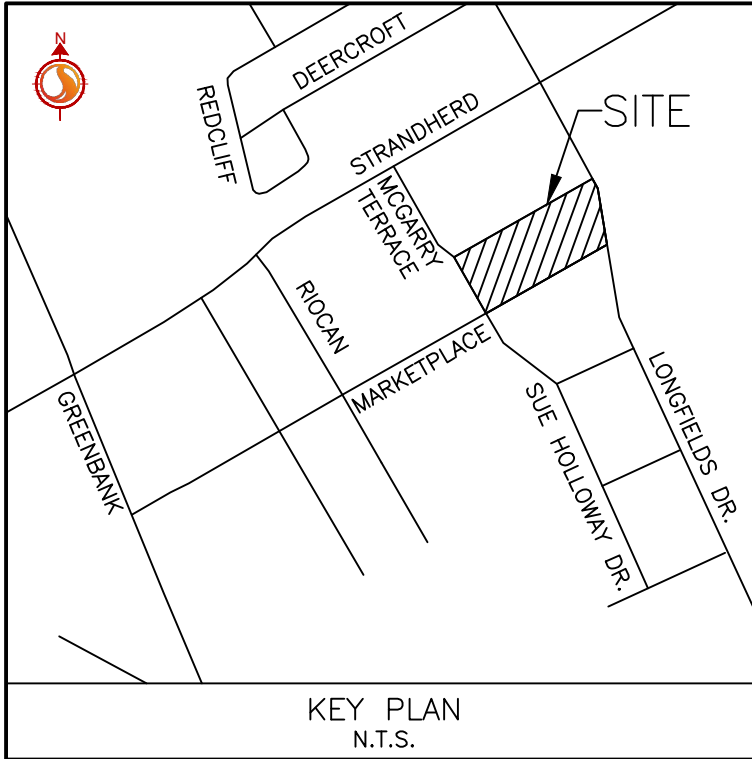 N
DEERCROFT
REDCLIFF
STRANDHERD
SITE
MCGARRY
TERRACE
RIOCAN
MARKETPLACE
GREENBANK
SUE HOLLOWAY DR.
LONGFIELDS DR.
KEY PLAN
N.T.S.